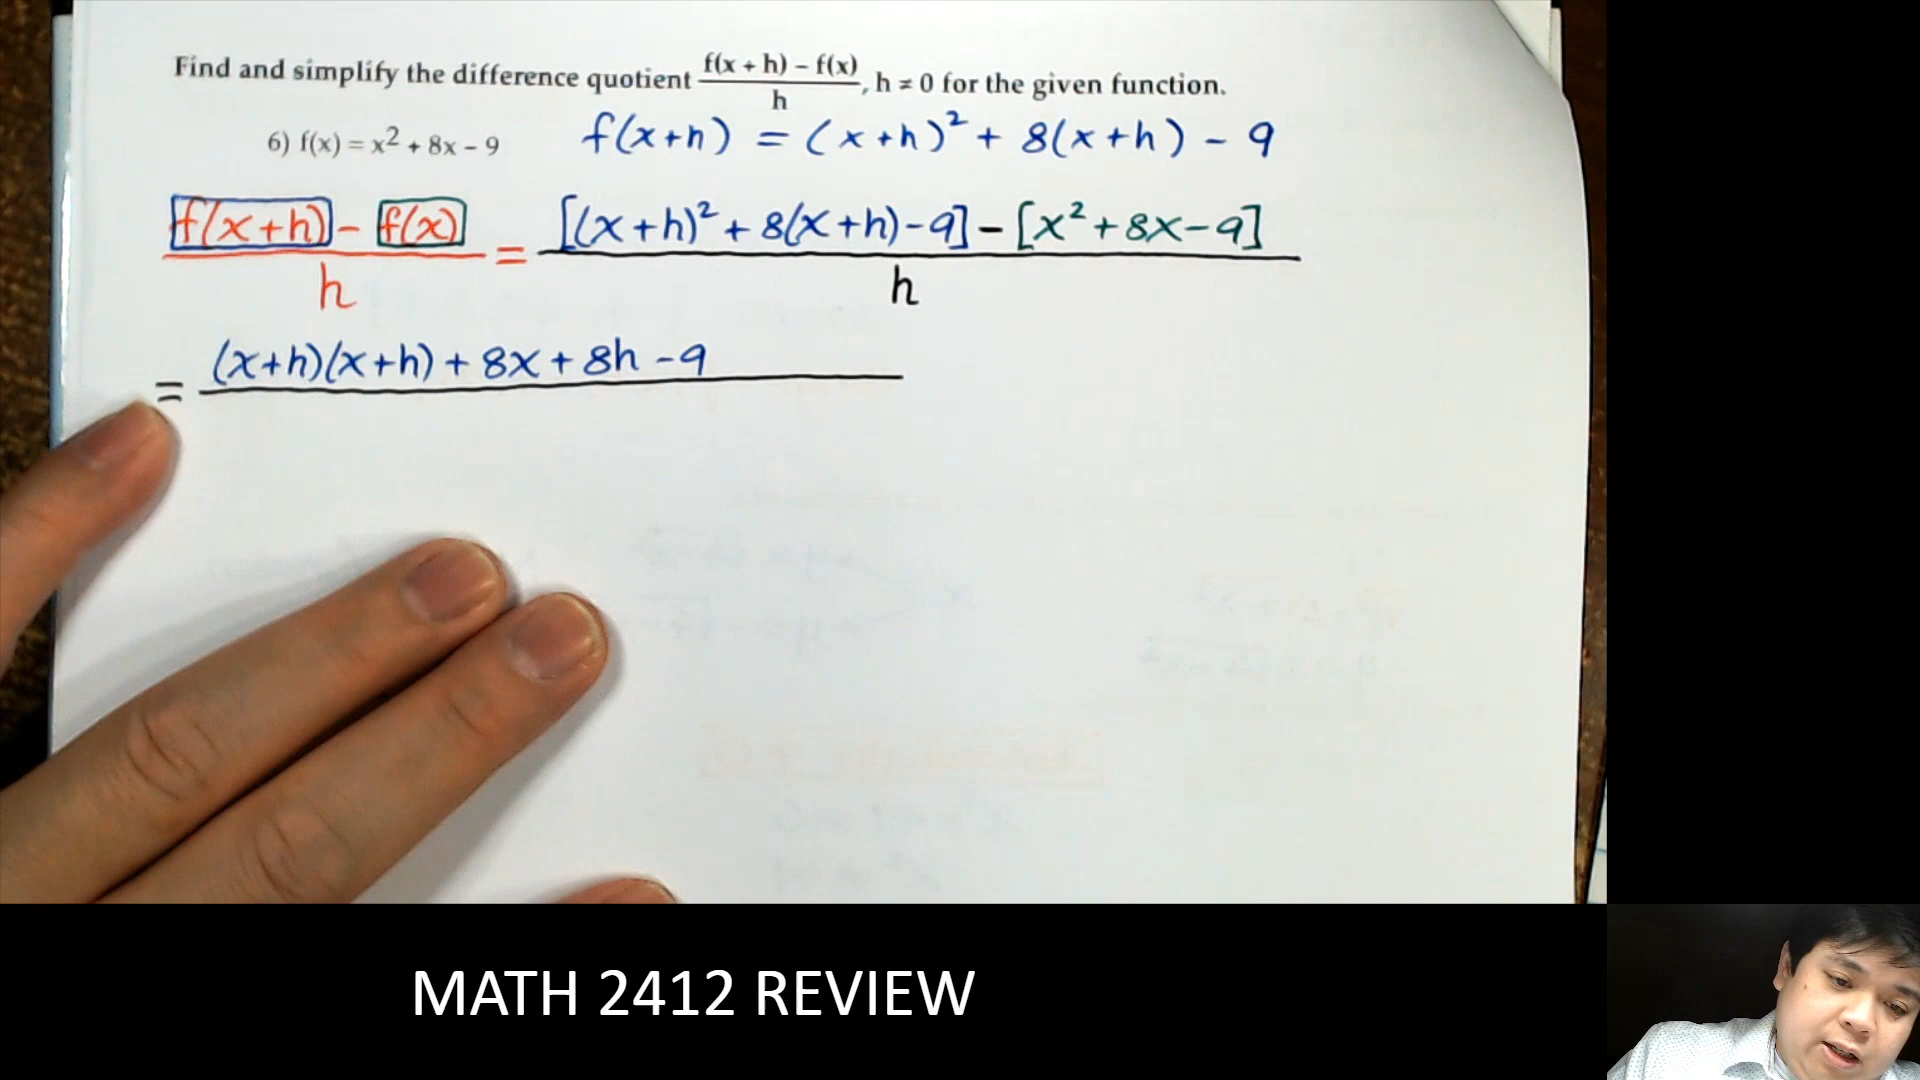 Find and simplify the difference quotient f(x + h) – f(x) / h , h ≠ 0 for the given function.
6) f(x) = x² + 8x – 9
f(x+h) = (x+h)² + 8(x+h) - 9
f(x+h) - f(x) / h = [(x+h)² + 8(x+h) - 9] - [x² + 8x - 9] / h
= (x+h)(x+h) + 8x + 8h - 9
MATH 2412 REVIEW